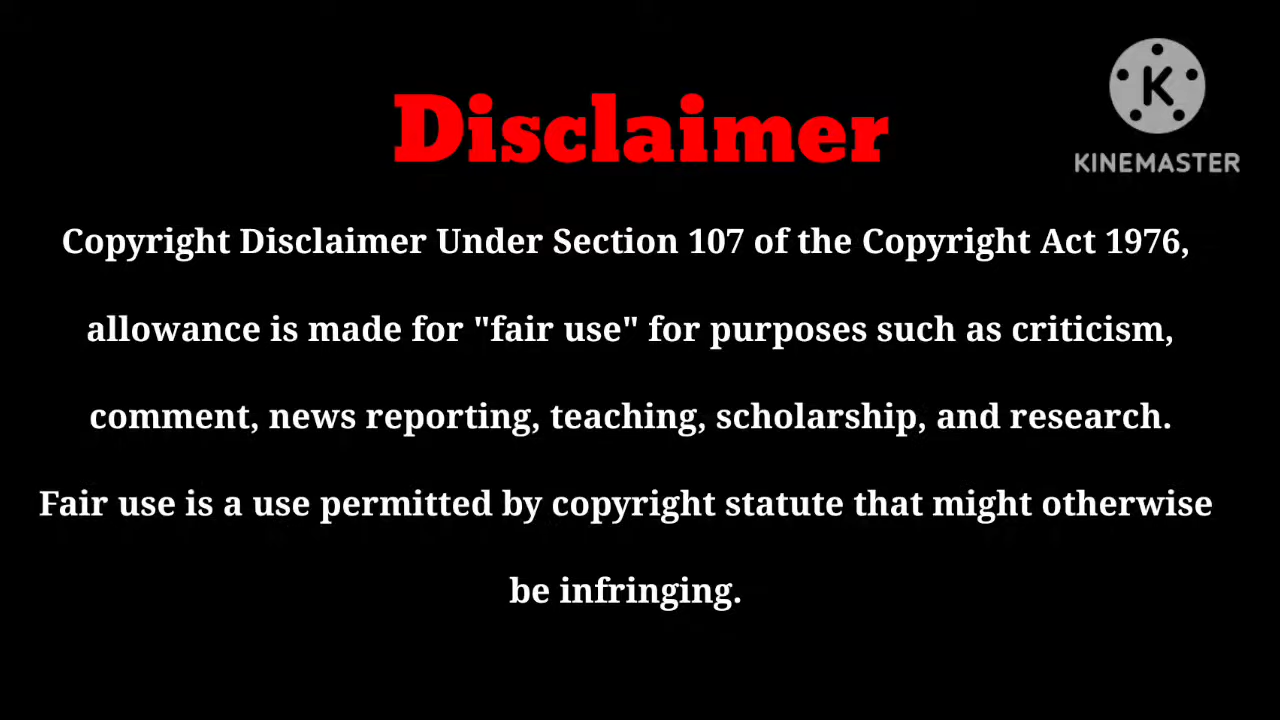 Disclaimer
K
KINEMASTER
Copyright Disclaimer Under Section 107 of the Copyright Act 1976,
allowance is made for "fair use" for purposes such as criticism,
comment, news reporting, teaching, scholarship, and research.
Fair use is a use permitted by copyright statute that might otherwise
be infringing.